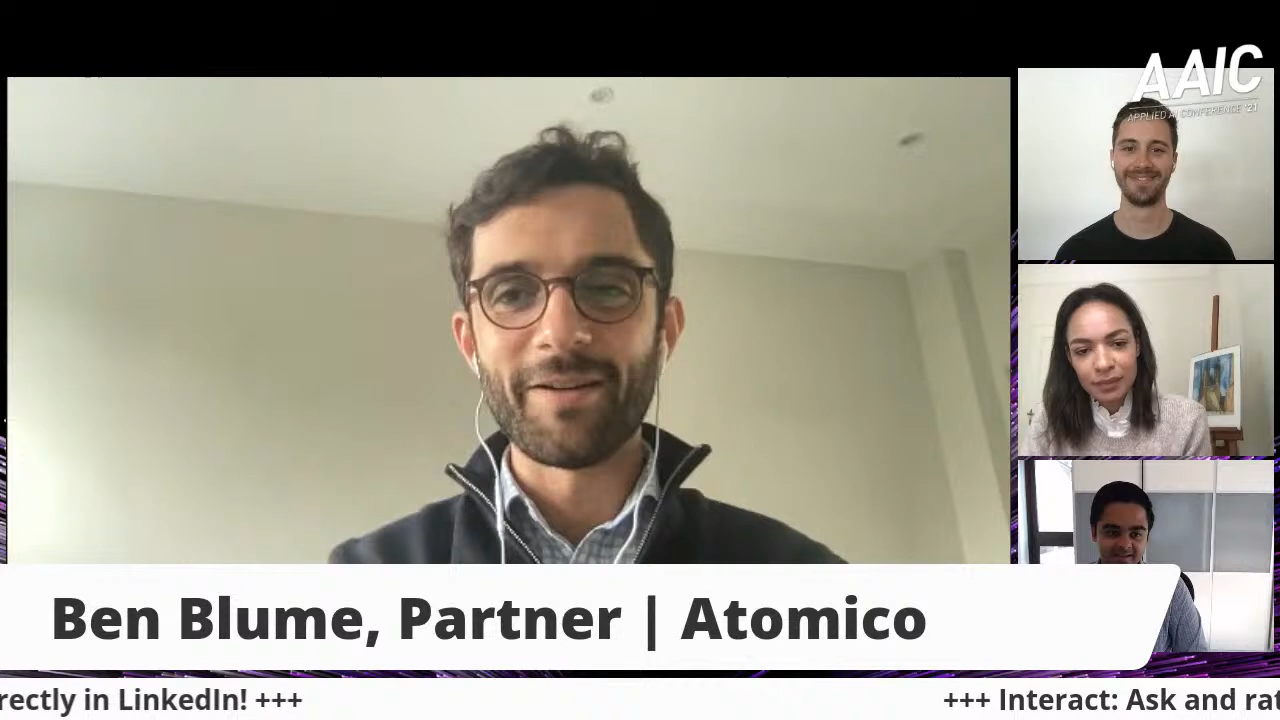 AAIC
APPLIED AI CONFERENCE '21
Ben Blume, Partner | Atomico
rectly in LinkedIn! +++ +++ Interact: Ask and rat